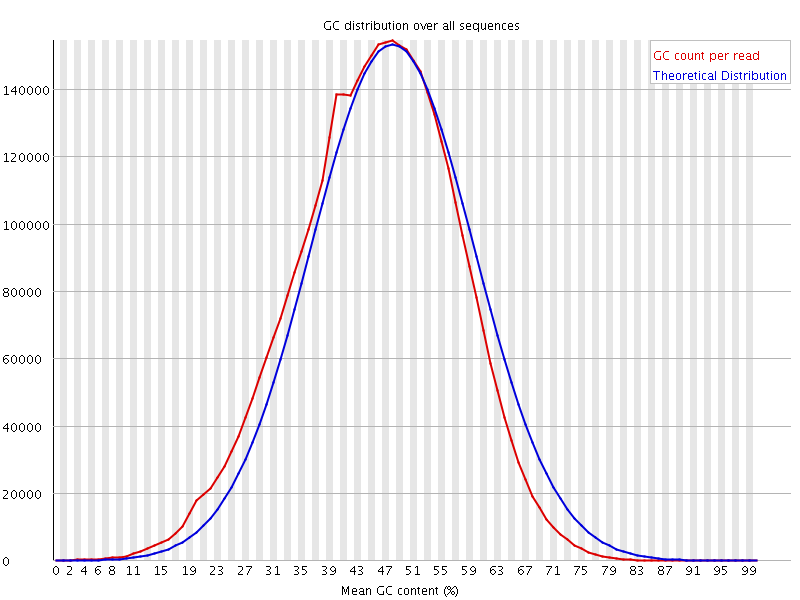 GC distribution over all sequences
GC count per read
Theoretical Distribution
140000
120000
100000
80000
60000
40000
20000
0
0 2 4 6 8 11 15 19 23 27 31 35 39 43 47 51 55 59 63 67 71 75 79 83 87 91 95 99
Mean GC content (%)